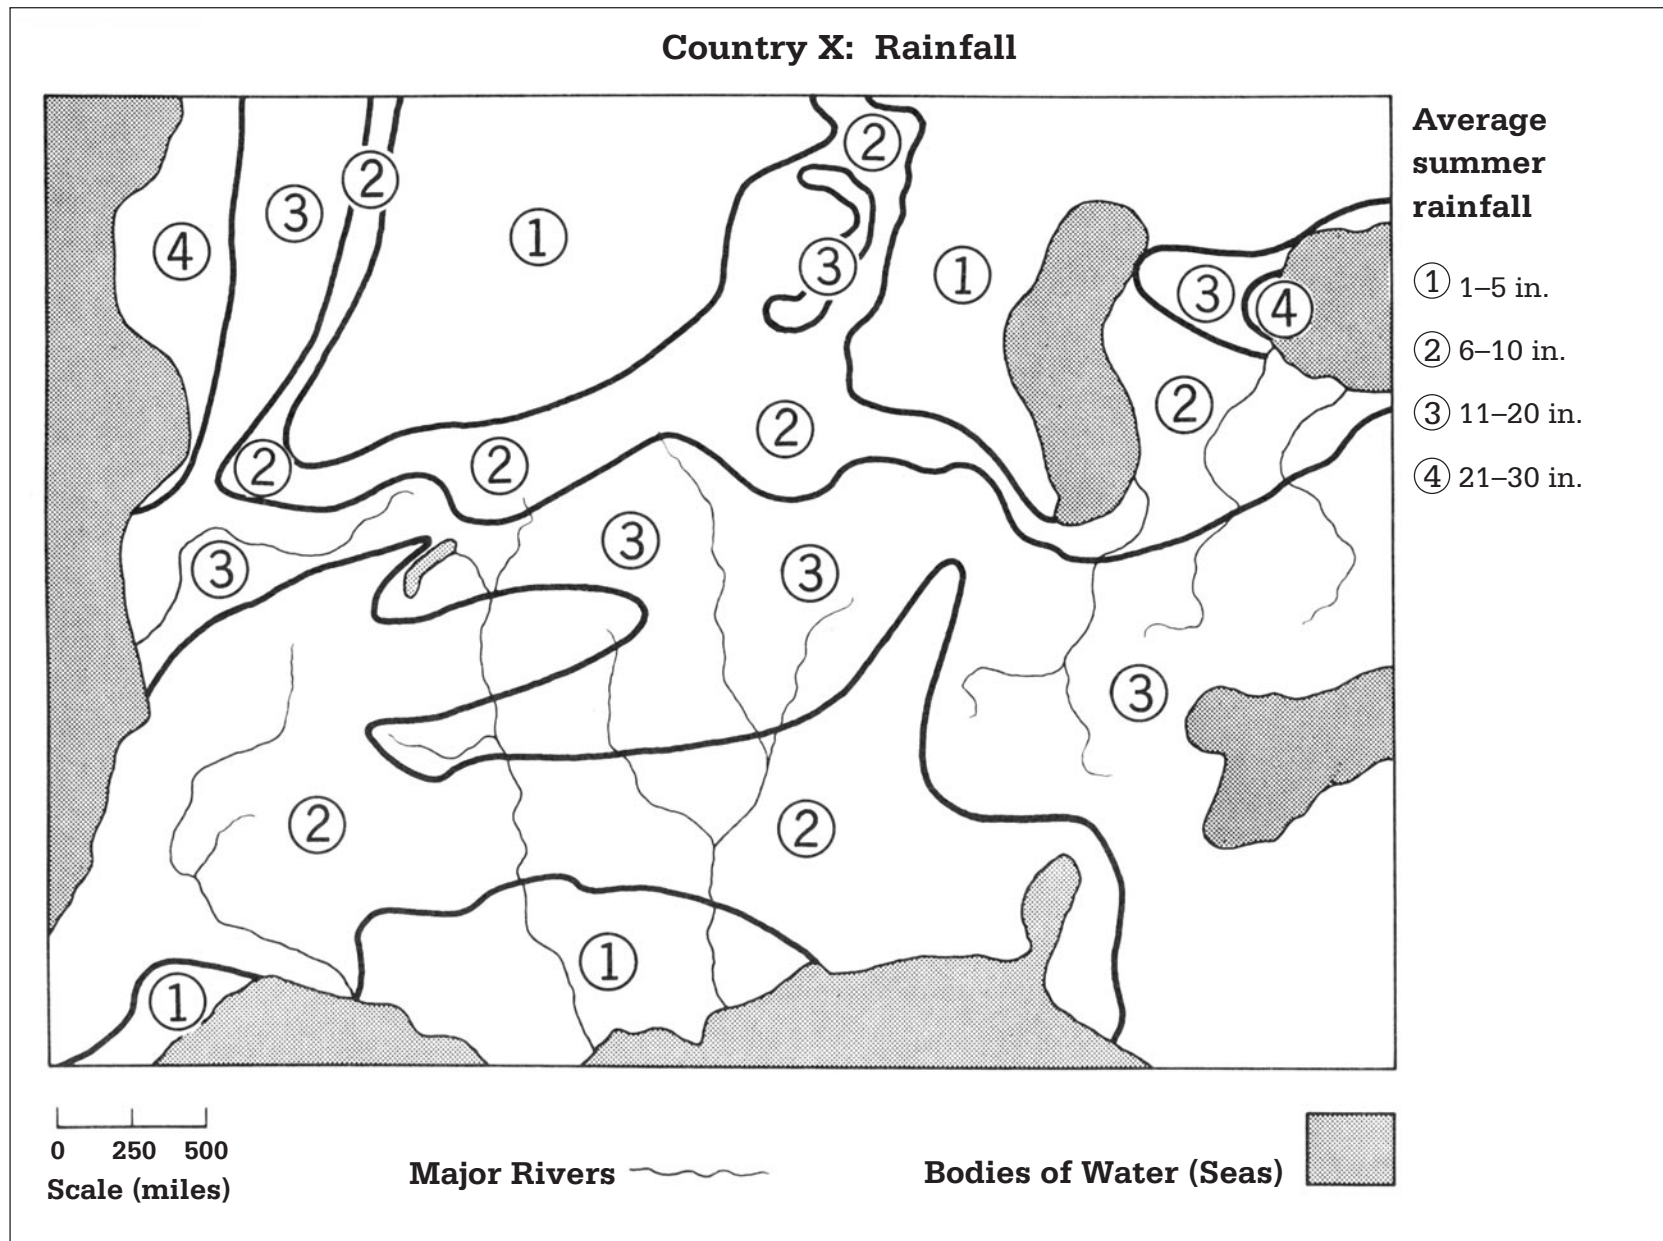 Country X: Rainfall
Average
summer
rainfall
① 1–5 in.
② 6–10 in.
③ 11–20 in.
④ 21–30 in.
②
②
③
④
①
③
①
③
④
②
②
②
②
③
③
③
③
②
②
①
①
0 250 500
Scale (miles)
Major Rivers
Bodies of Water (Seas)